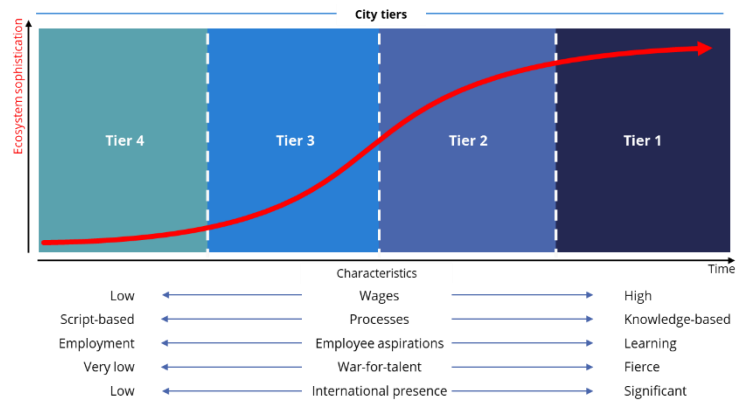 City tiers
Ecosystem sophistication
Tier 4
Tier 3
Tier 2
Tier 1
Time
Characteristics
Low Wages High
Script-based Processes Knowledge-based
Employment Employee aspirations Learning
Very low War-for-talent Fierce
Low International presence Significant